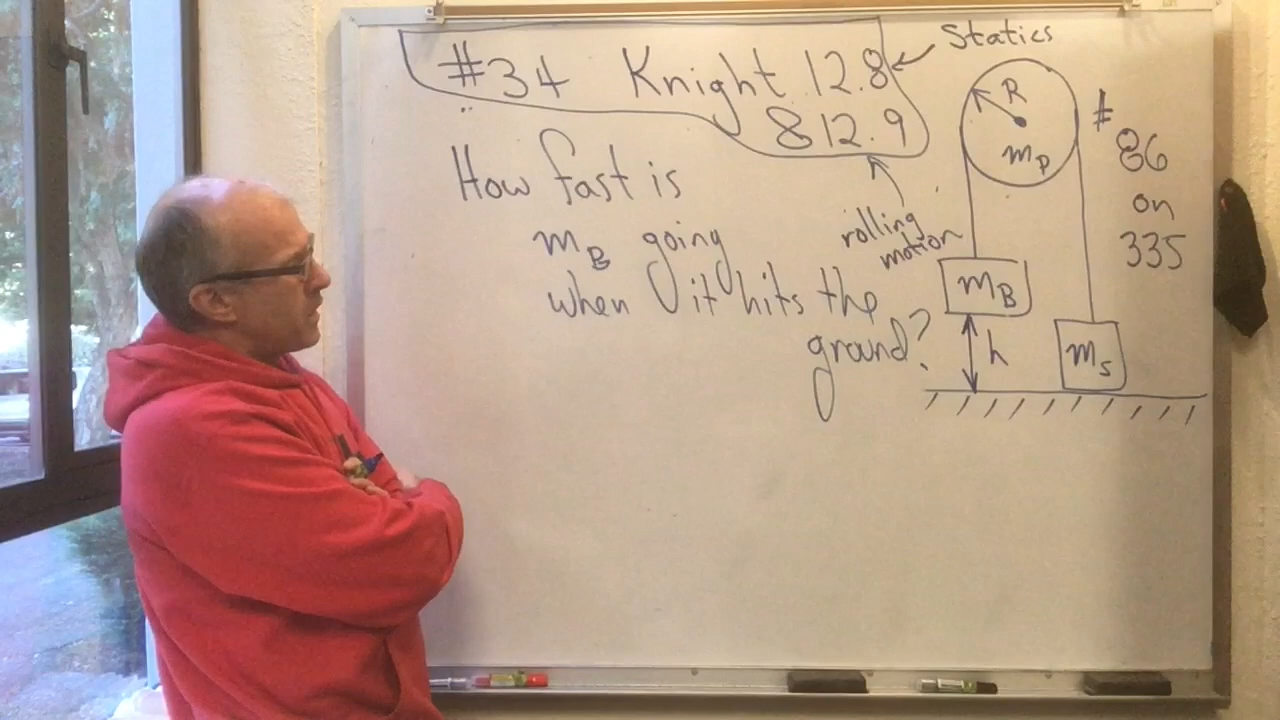 #34 Knight 12.8
812.9
Statics
rolling
motion
How fast is
m_B going
when it hits the
ground?
R
m_P
m_B
h
m_S
#
86
on
335